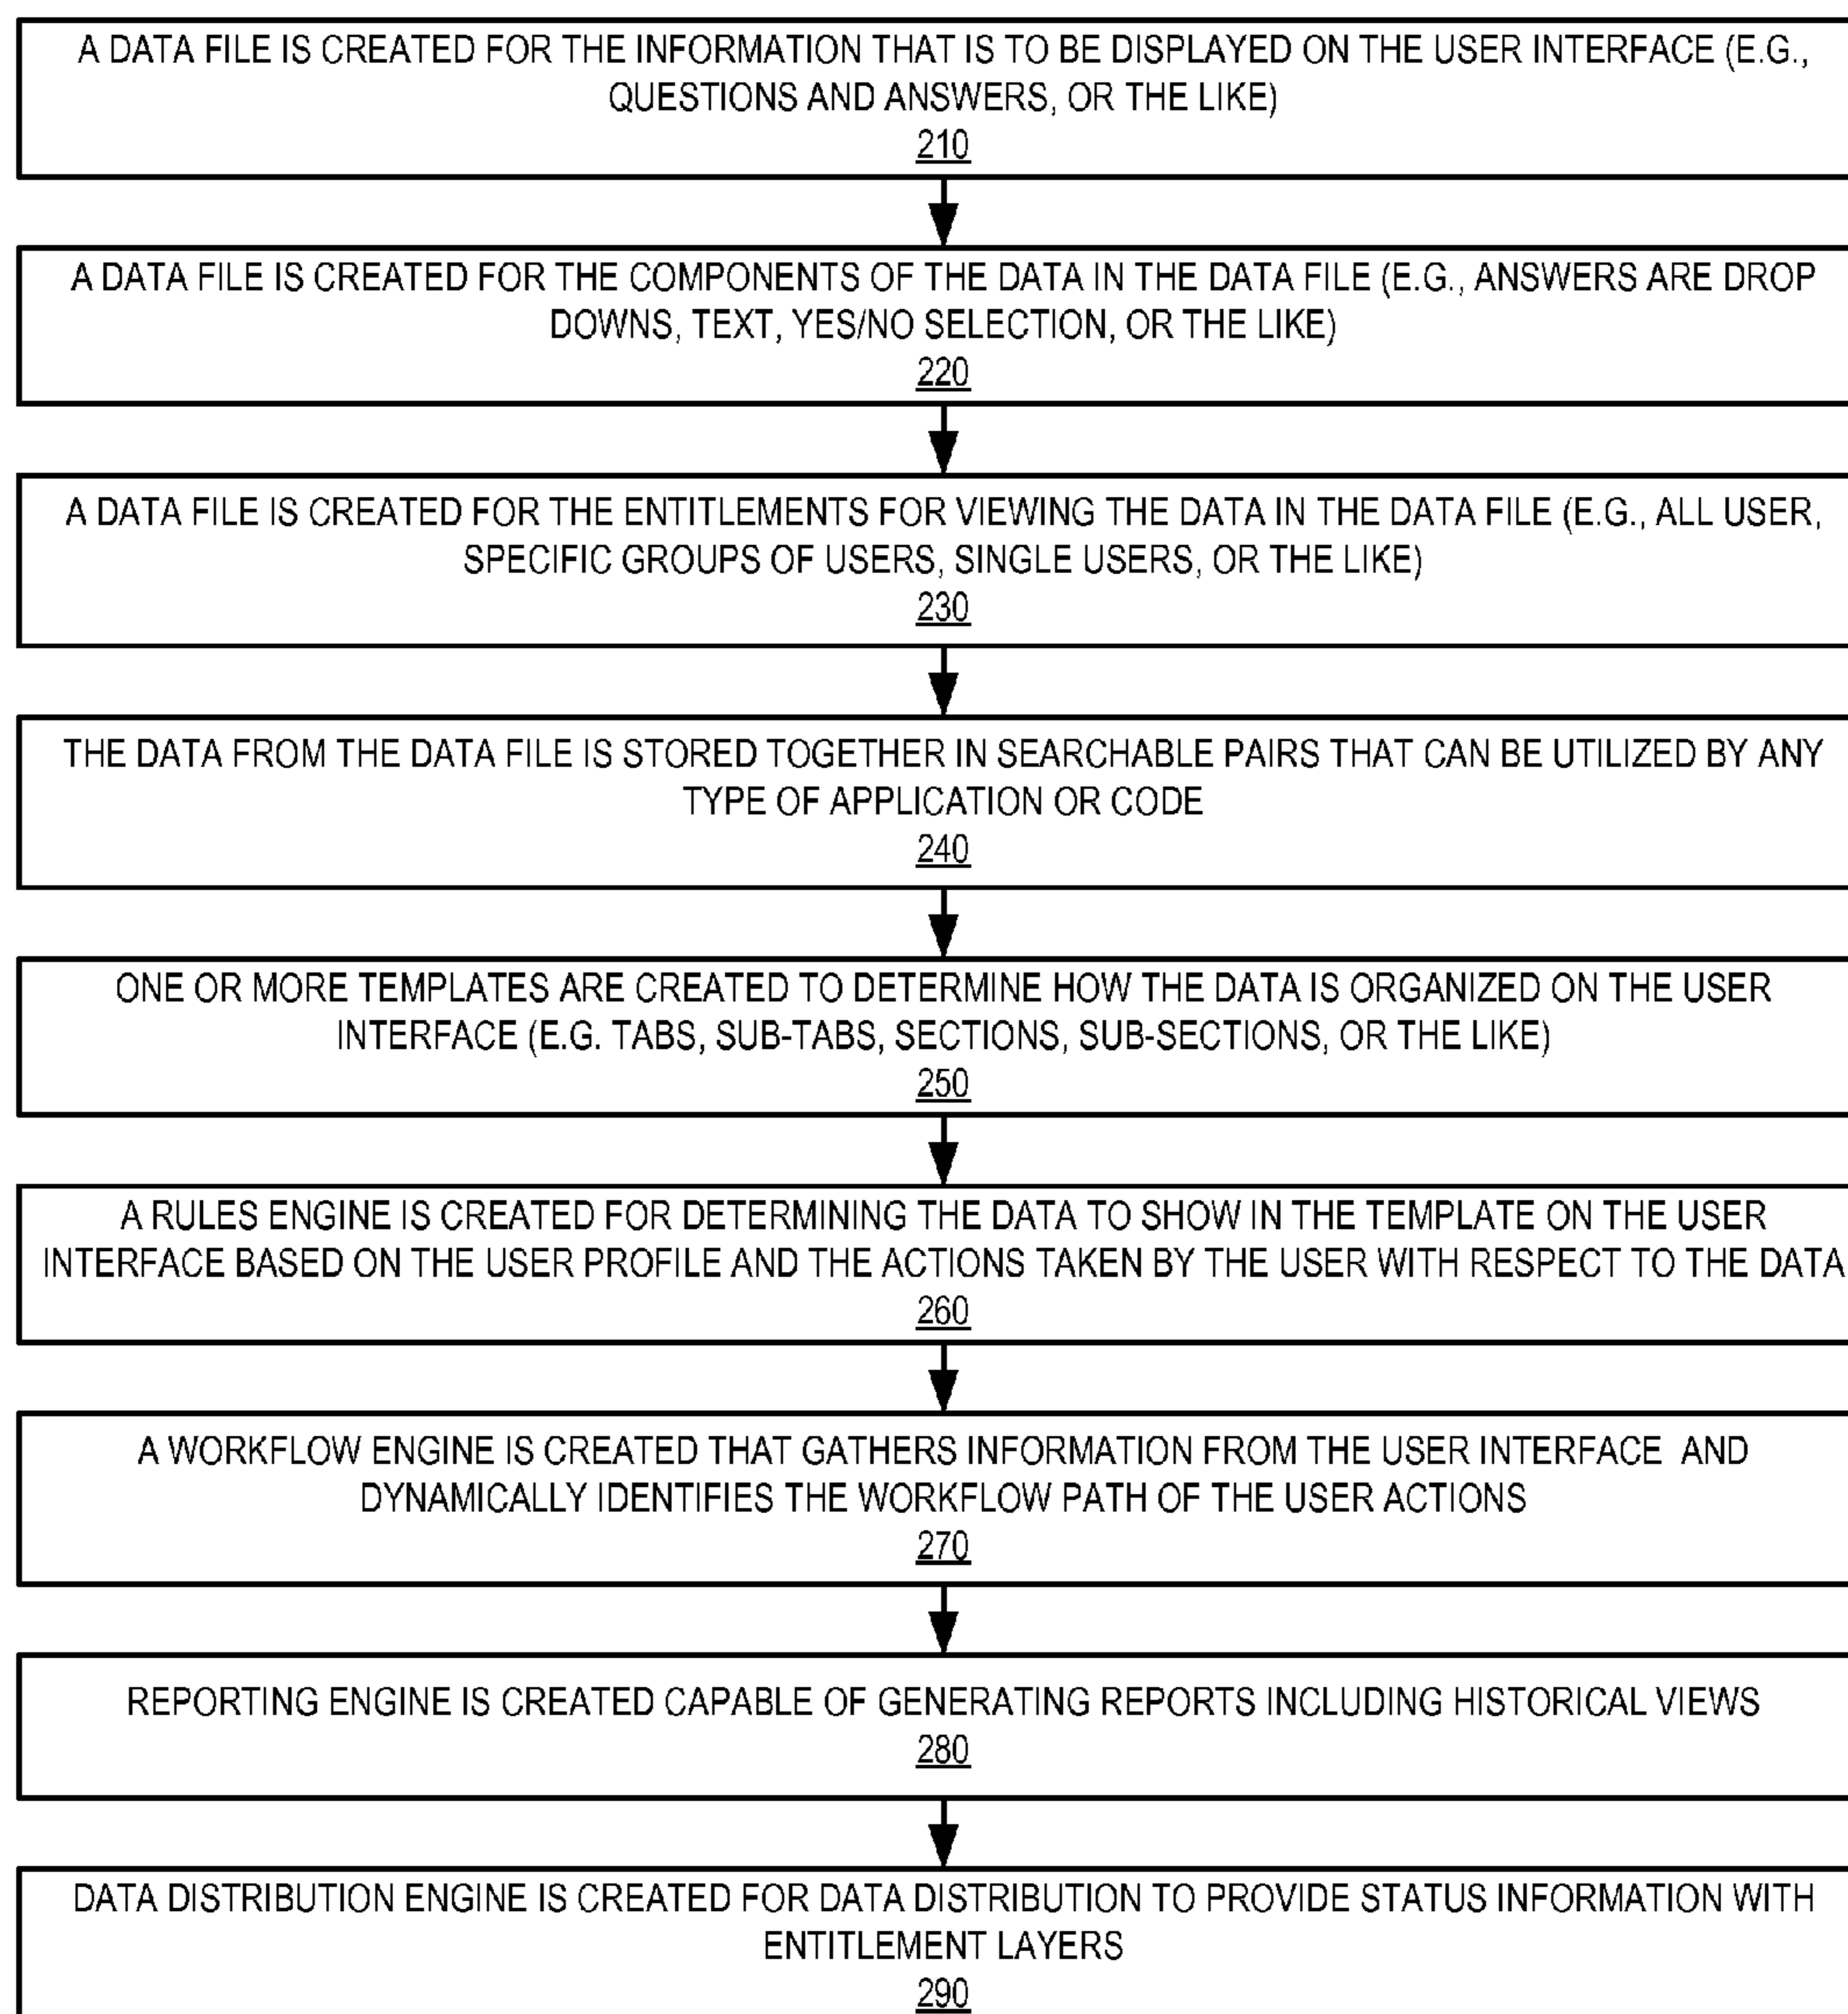 A DATA FILE IS CREATED FOR THE INFORMATION THAT IS TO BE DISPLAYED ON THE USER INTERFACE (E.G.,
QUESTIONS AND ANSWERS, OR THE LIKE)
210
A DATA FILE IS CREATED FOR THE COMPONENTS OF THE DATA IN THE DATA FILE (E.G., ANSWERS ARE DROP
DOWNS, TEXT, YES/NO SELECTION, OR THE LIKE)
220
A DATA FILE IS CREATED FOR THE ENTITLEMENTS FOR VIEWING THE DATA IN THE DATA FILE (E.G., ALL USER,
SPECIFIC GROUPS OF USERS, SINGLE USERS, OR THE LIKE)
230
THE DATA FROM THE DATA FILE IS STORED TOGETHER IN SEARCHABLE PAIRS THAT CAN BE UTILIZED BY ANY
TYPE OF APPLICATION OR CODE
240
ONE OR MORE TEMPLATES ARE CREATED TO DETERMINE HOW THE DATA IS ORGANIZED ON THE USER
INTERFACE (E.G. TABS, SUB-TABS, SECTIONS, SUB-SECTIONS, OR THE LIKE)
250
A RULES ENGINE IS CREATED FOR DETERMINING THE DATA TO SHOW IN THE TEMPLATE ON THE USER
INTERFACE BASED ON THE USER PROFILE AND THE ACTIONS TAKEN BY THE USER WITH RESPECT TO THE DATA
260
A WORKFLOW ENGINE IS CREATED THAT GATHERS INFORMATION FROM THE USER INTERFACE AND
DYNAMICALLY IDENTIFIES THE WORKFLOW PATH OF THE USER ACTIONS
270
REPORTING ENGINE IS CREATED CAPABLE OF GENERATING REPORTS INCLUDING HISTORICAL VIEWS
280
DATA DISTRIBUTION ENGINE IS CREATED FOR DATA DISTRIBUTION TO PROVIDE STATUS INFORMATION WITH
ENTITLEMENT LAYERS
290